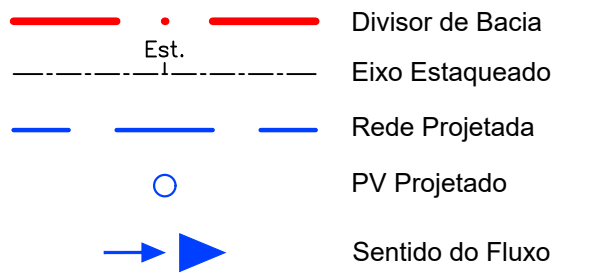 Divisor de Bacia
Est.
Eixo Estaqueado
Rede Projetada
PV Projetado
Sentido do Fluxo